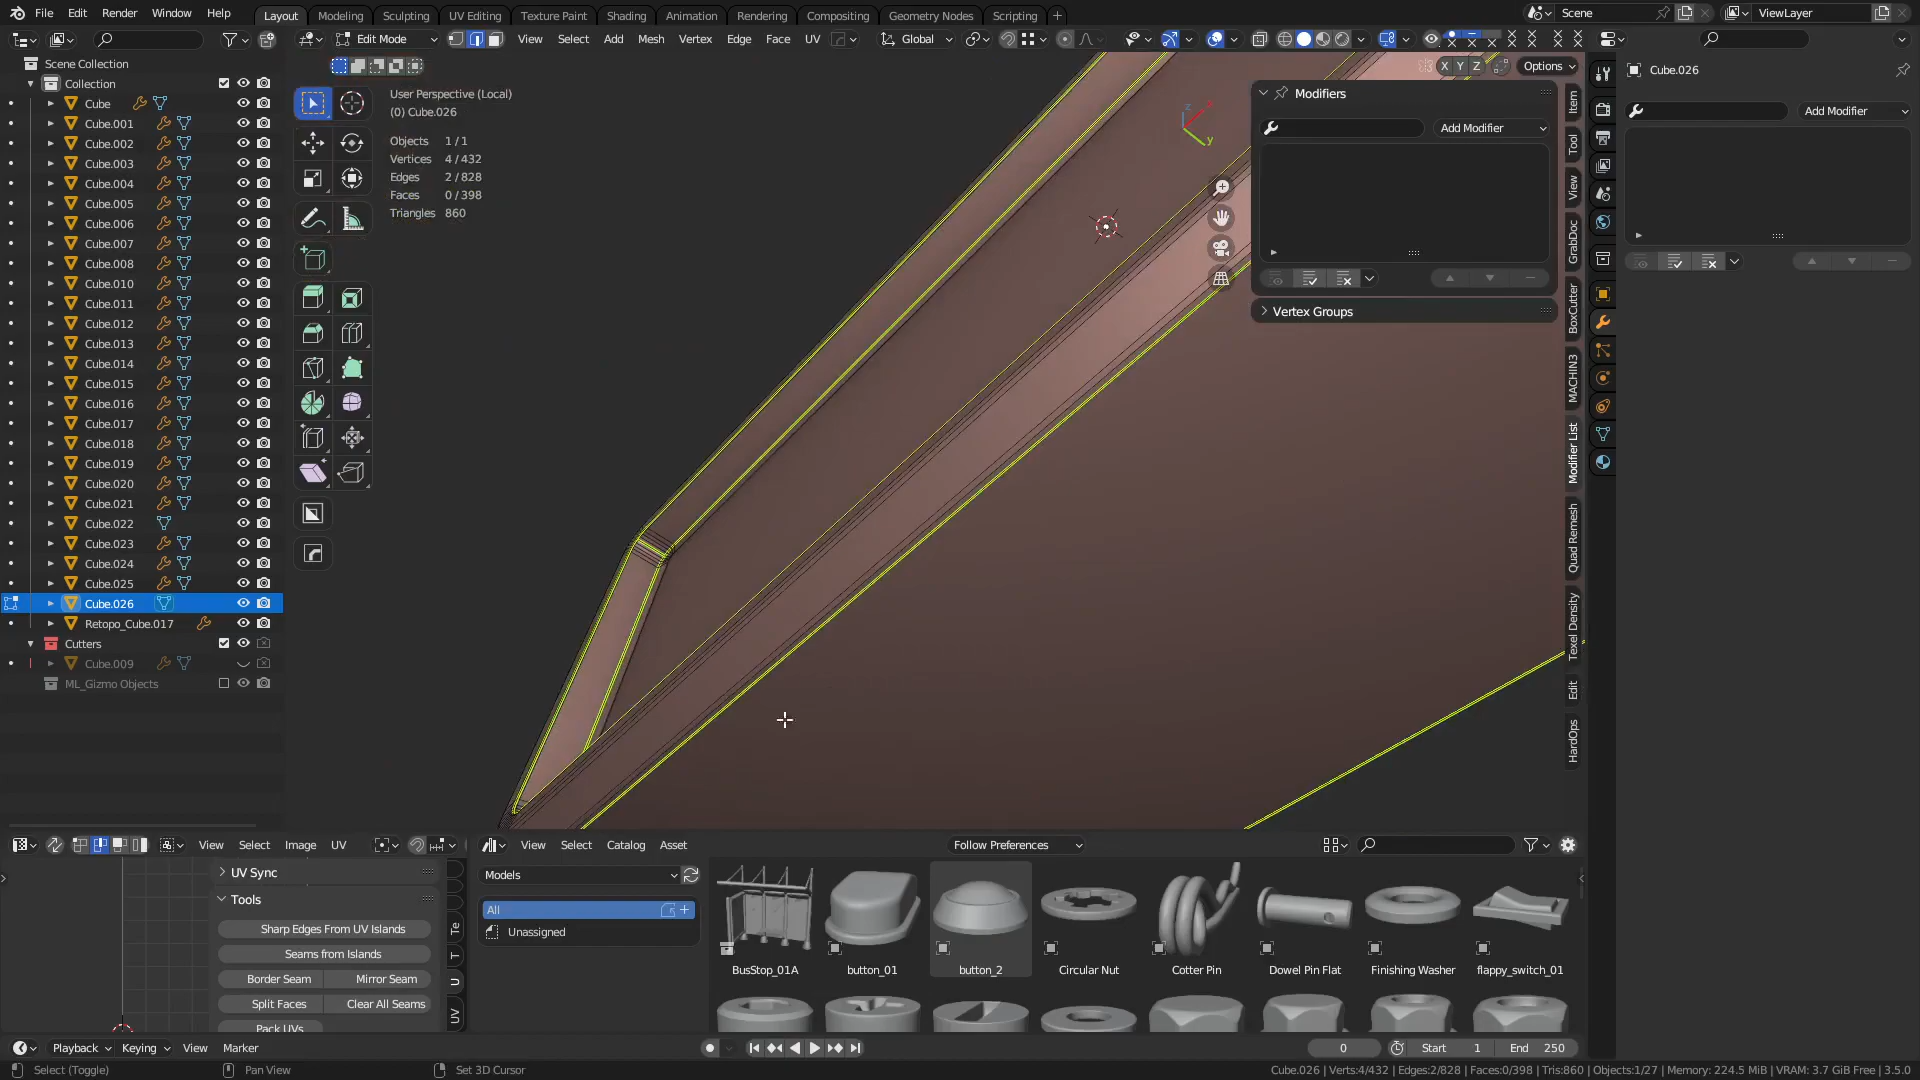 File Edit Render Window Help Layout Modeling Sculpting UV Editing Texture Paint Shading Animation Rendering Compositing Geometry Nodes Scripting + Scene ViewLayer
Edit Mode View Select Add Mesh Vertex Edge Face UV Global
X Y Z Options
Scene Collection
Collection
Cube
Cube.001
Cube.002
Cube.003
Cube.004
Cube.005
Cube.006
Cube.007
Cube.008
Cube.010
Cube.011
Cube.012
Cube.013
Cube.014
Cube.015
Cube.016
Cube.017
Cube.018
Cube.019
Cube.020
Cube.021
Cube.022
Cube.023
Cube.024
Cube.025
Cube.026
Retopo_Cube.017
Cutters
Cube.009
ML_Gizmo Objects
User Perspective (Local)
(0) Cube.026
Objects 1/1
Vertices 4/432
Edges 2/828
Faces 0/398
Triangles 860
z
y
Modifiers
Add Modifier
Vertex Groups
Item
Tool
View
GrabDoc
BoxCutter
MACHIN3
Modifier List
Quad Remesh
Texel Density
Edit
HardOps
Cube.026
Add Modifier
View Select Image UV
UV Sync
Tools
Sharp Edges From UV Islands
Seams from Islands
Border Seam Mirror Seam
Split Faces Clear All Seams
Pack UVs
Te
T
U
UV
View Select Catalog Asset Follow Preferences
Models
All
Unassigned
BusStop_01A button_01 button_2 Circular Nut Cotter Pin Dowel Pin Flat Finishing Washer flappy_switch_01
Playback Keying View Marker 0 Start 1 End 250
Select (Toggle) Pan View Set 3D Cursor Cube.026 | Verts:4/432 | Edges:2/828 | Faces:0/398 | Tris:860 | Objects:1/27 | Memory: 224.5 MiB | VRAM: 3.7 GiB Free | 3.5.0